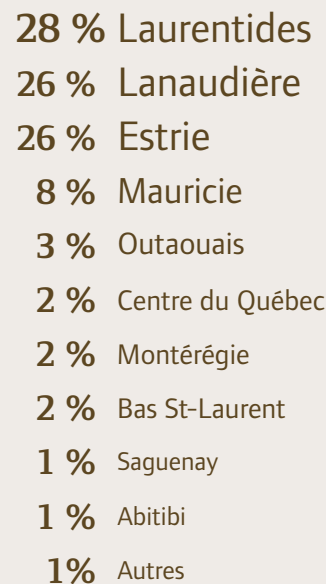 28 % Laurentides
26 % Lanaudière
26 % Estrie
8 % Mauricie
3 % Outaouais
2 % Centre du Québec
2 % Montérégie
2 % Bas St-Laurent
1 % Saguenay
1 % Abitibi
1% Autres